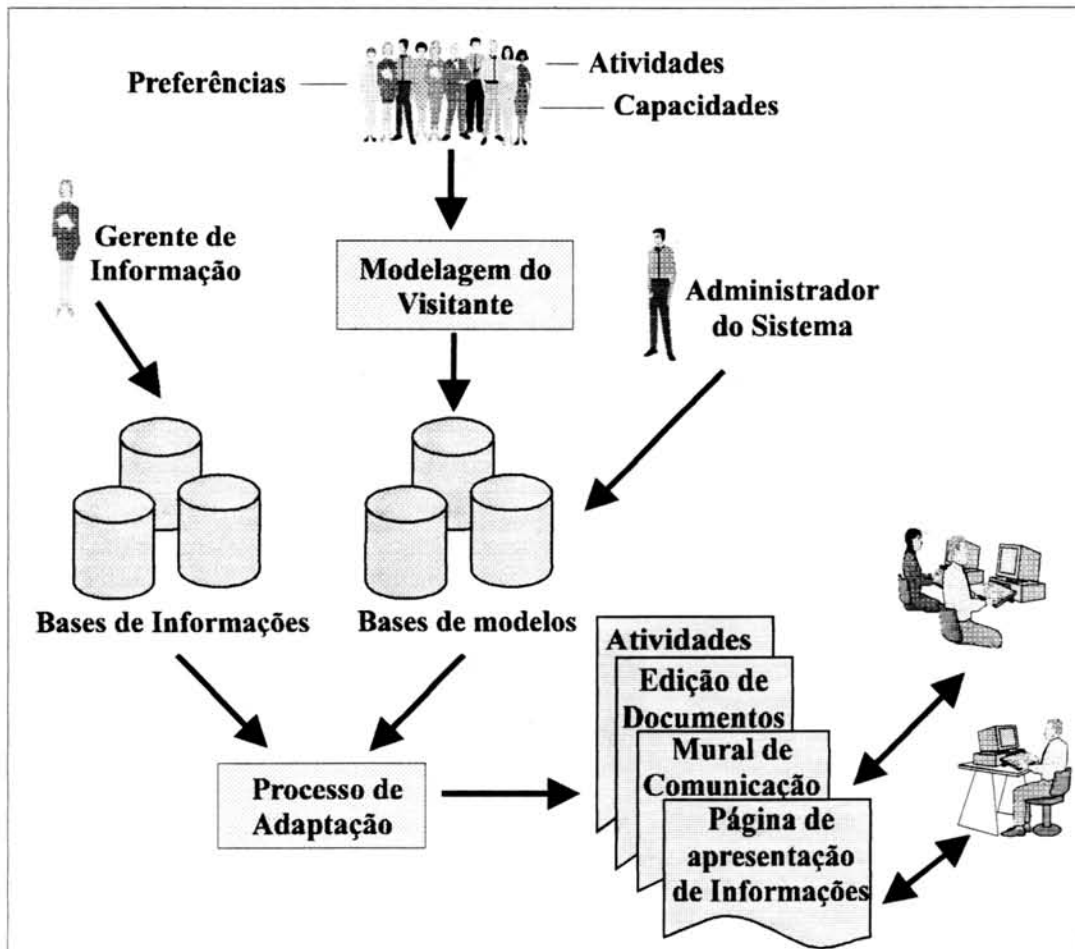 Preferências
Atividades
Capacidades
Gerente de
Informação
Modelagem do
Visitante
Administrador
do Sistema
Bases de Informações
Bases de modelos
Atividades
Edição de
Documentos
Mural de
Comunicação
Processo de
Adaptação
Página de
apresentação
de Informações